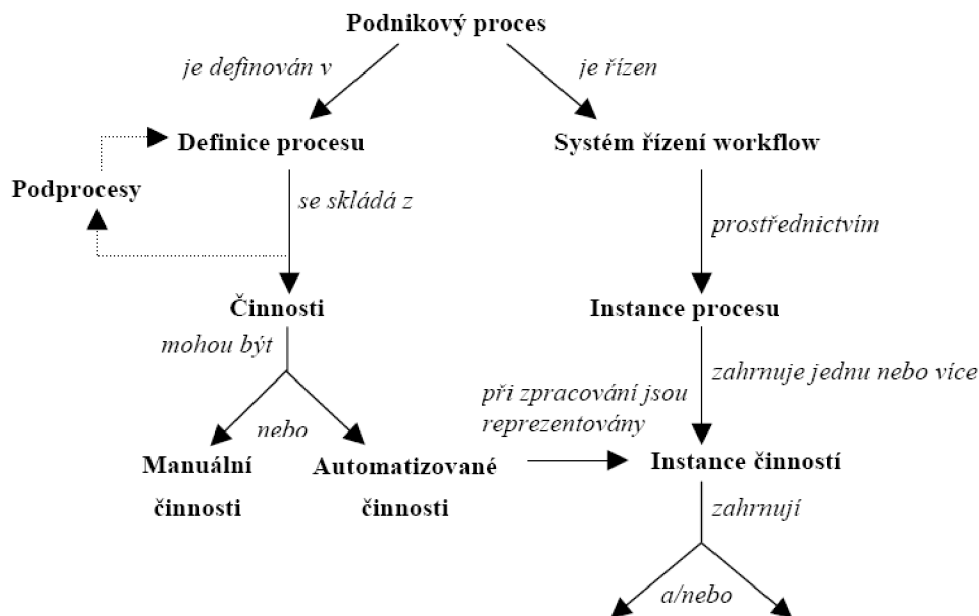 Podnikový proces
je definován v
je řízen
Definice procesu
Systém řízení workflow
Podprocesy
se skládá z
prostřednictvím
Činnosti
Instance procesu
mohou být
zahrnuje jednu nebo více
při zpracování jsou
reprezentovány
nebo
Manuální
činnosti
Automatizované
činnosti
Instance činností
zahrnují
a/nebo